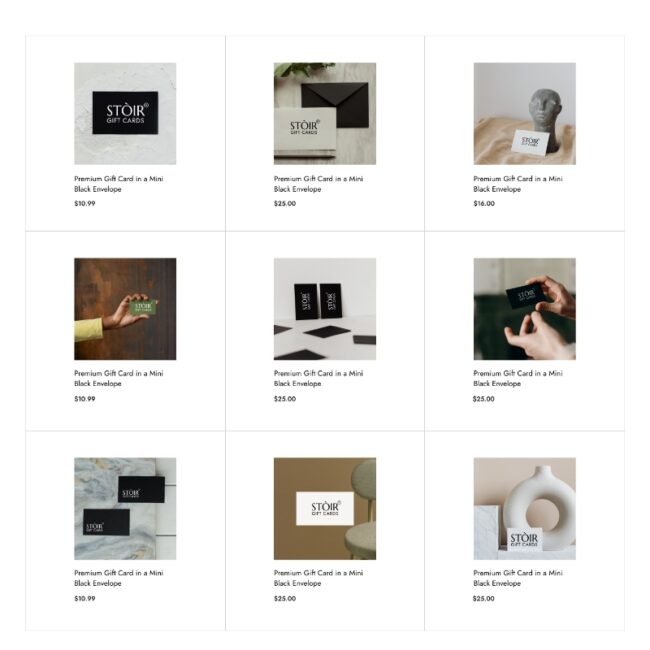 STÒIR®
GIFT CARDS
STÒIR®
GIFT CARDS
STÒIR
GIFT CARDS
Premium Gift Card in a Mini
Black Envelope
$10.99
Premium Gift Card in a Mini
Black Envelope
$25.00
Premium Gift Card in a Mini
Black Envelope
$16.00
STÒIR
GIFT CARDS
STÒIR
GIFT CARDS
STÒIR
GIFT CARDS
STÒIR
GIFT CARDS
Premium Gift Card in a Mini
Black Envelope
$10.99
Premium Gift Card in a Mini
Black Envelope
$25.00
Premium Gift Card in a Mini
Black Envelope
$25.00
STÒIR
GIFT CARDS
STÒIR
GIFT CARDS
STÒIR®
GIFT CARDS
STÒIR
GIFT CARDS
Premium Gift Card in a Mini
Black Envelope
$10.99
Premium Gift Card in a Mini
Black Envelope
$25.00
Premium Gift Card in a Mini
Black Envelope
$25.00